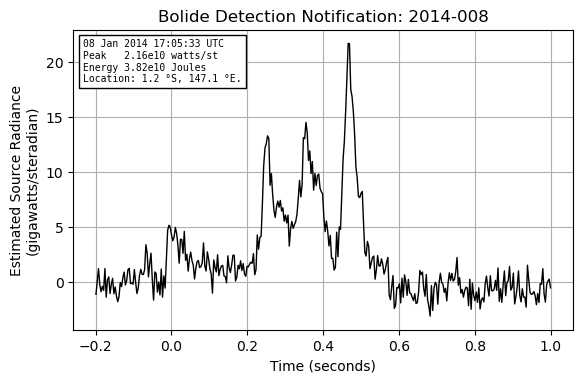 Bolide Detection Notification: 2014-008
08 Jan 2014 17:05:33 UTC
Peak   2.16e10 watts/st
Energy 3.82e10 Joules
Location: 1.2 °S, 147.1 °E.
Estimated Source Radiance
(gigawatts/steradian)
20
15
10
5
0
−0.2
0.0
0.2
0.4
0.6
0.8
1.0
Time (seconds)